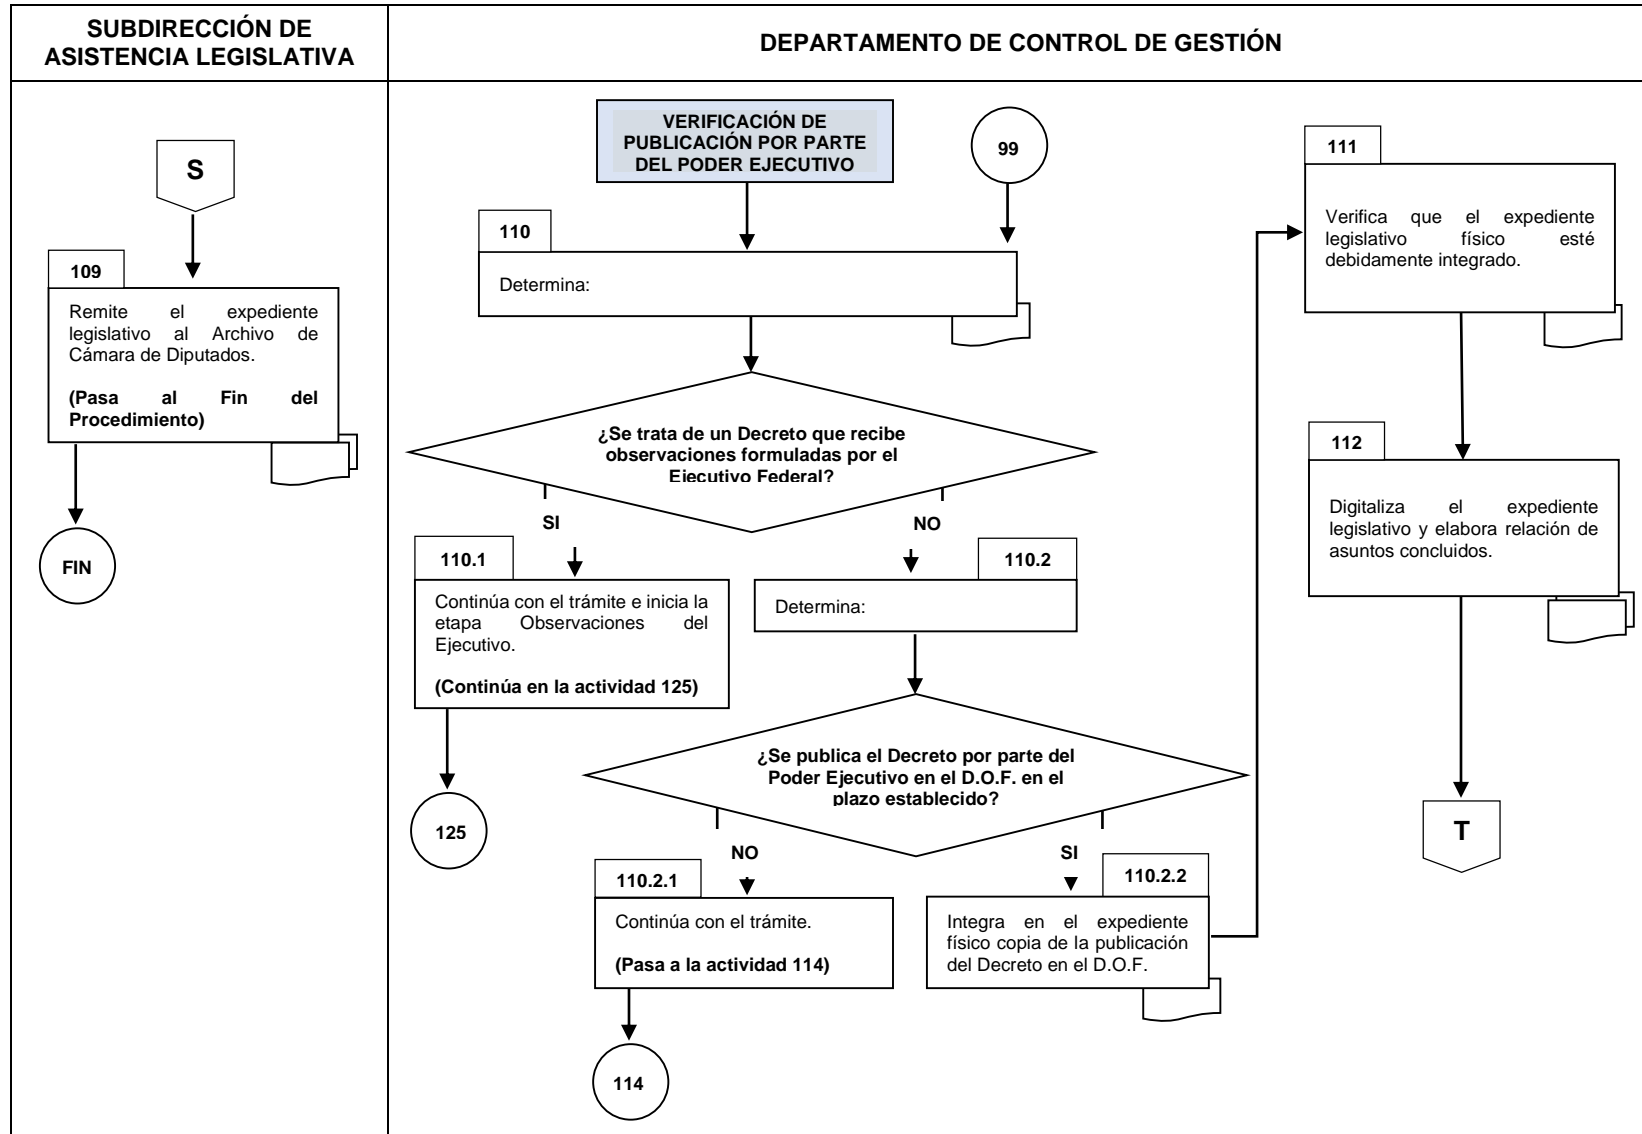 SUBDIRECCIÓN DE
ASISTENCIA LEGISLATIVA
DEPARTAMENTO DE CONTROL DE GESTIÓN
S
109
Remite el expediente
legislativo al Archivo de
Cámara de Diputados.
(Pasa al Fin del
Procedimiento)
FIN
VERIFICACIÓN DE
PUBLICACIÓN POR PARTE
DEL PODER EJECUTIVO
99
110
Determina:
¿Se trata de un Decreto que recibe
observaciones formuladas por el
Ejecutivo Federal?
SI
NO
110.1
Continúa con el trámite e inicia la
etapa Observaciones del
Ejecutivo.
(Continúa en la actividad 125)
125
110.2
Determina:
¿Se publica el Decreto por parte del
Poder Ejecutivo en el D.O.F. en el
plazo establecido?
NO
SI
110.2.1
Continúa con el trámite.
(Pasa a la actividad 114)
114
110.2.2
Integra en el expediente
físico copia de la publicación
del Decreto en el D.O.F.
111
Verifica que el expediente
legislativo físico esté
debidamente integrado.
112
Digitaliza el expediente
legislativo y elabora relación de
asuntos concluidos.
T